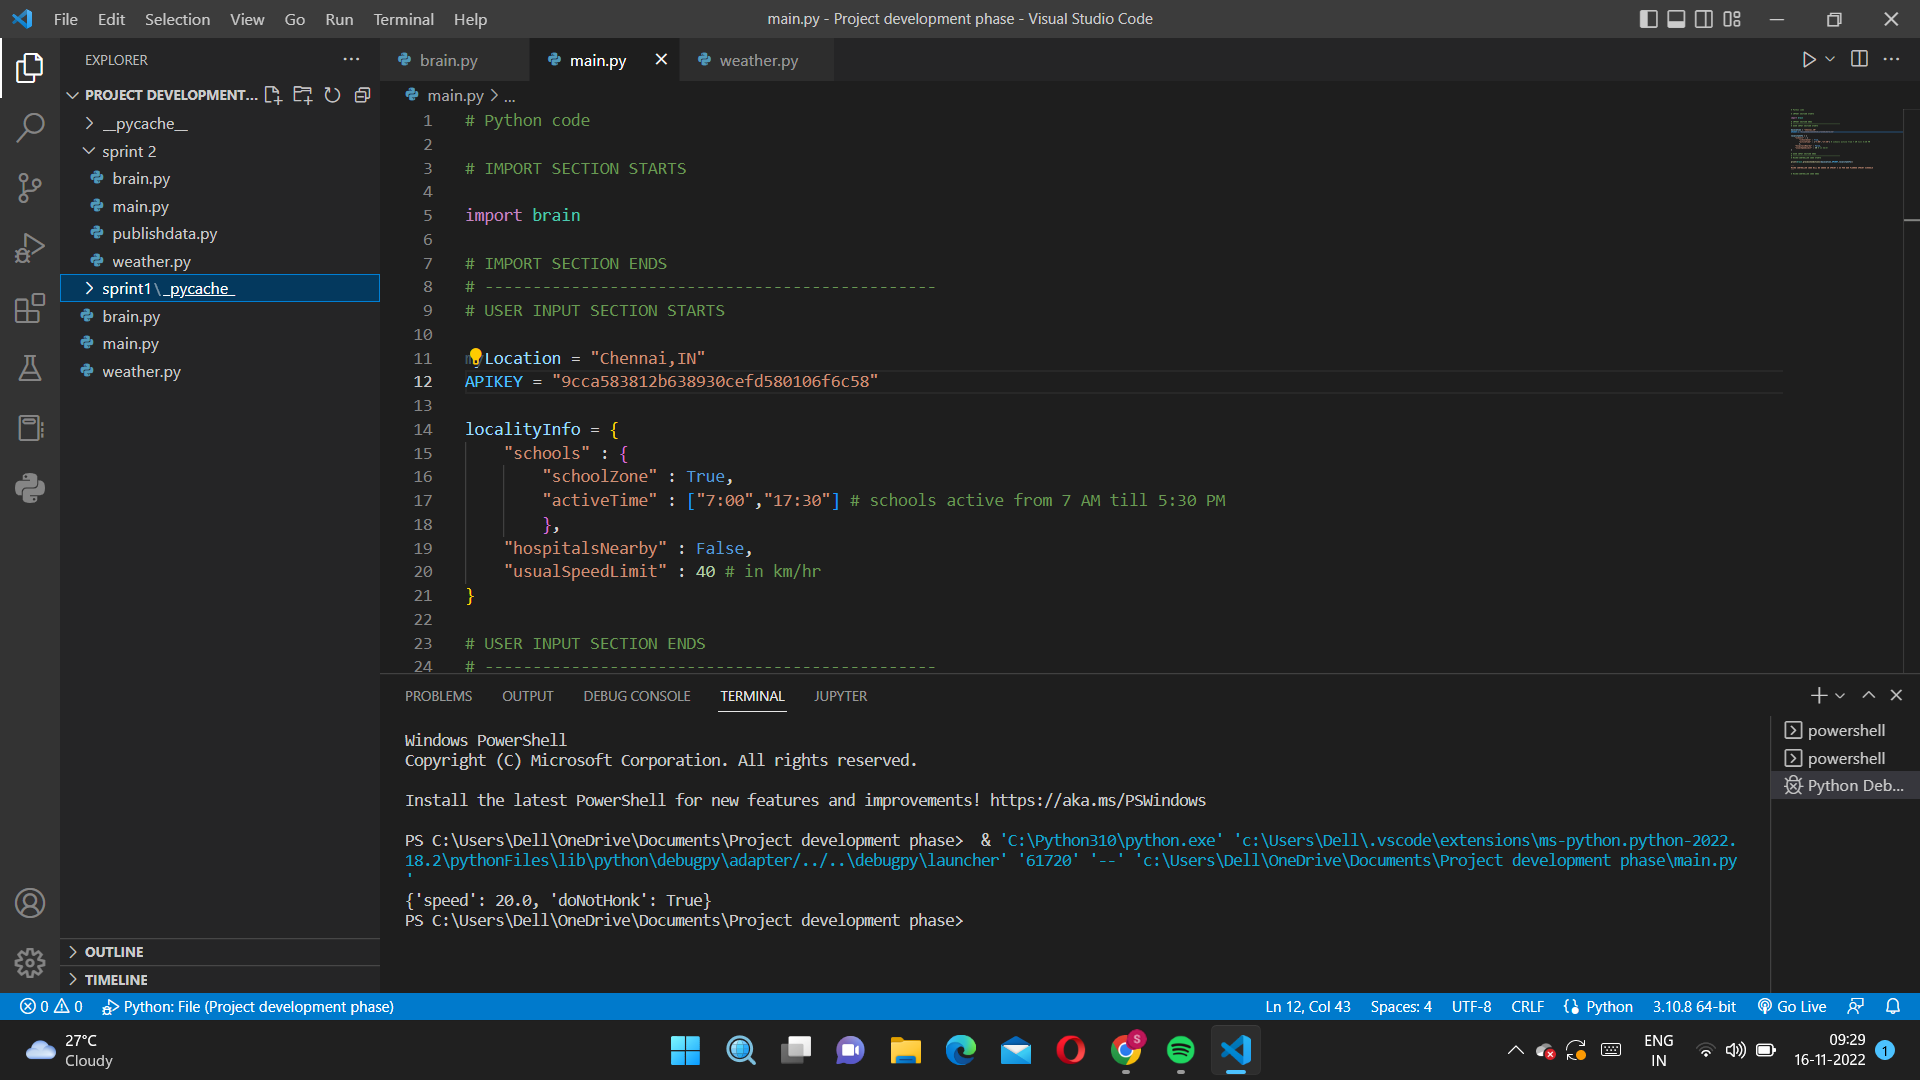 File Edit Selection View Go Run Terminal Help
main.py - Project development phase - Visual Studio Code
EXPLORER
PROJECT DEVELOPMENT...
__pycache__
sprint 2
brain.py
main.py
publishdata.py
weather.py
sprint1\_pycache_
brain.py
main.py
weather.py
OUTLINE
TIMELINE
brain.py
main.py
weather.py
main.py > ...
1 # Python code
2
3 # IMPORT SECTION STARTS
4
5 import brain
6
7 # IMPORT SECTION ENDS
8 # -----------------------------------------------
9 # USER INPUT SECTION STARTS
10
11 myLocation = "Chennai,IN"
12 APIKEY = "9cca583812b638930cefd580106f6c58"
13
14 localityInfo = {
15 "schools" : {
16 "schoolZone" : True,
17 "activeTime" : ["7:00","17:30"] # schools active from 7 AM till 5:30 PM
18 },
19 "hospitalsNearby" : False,
20 "usualSpeedLimit" : 40 # in km/hr
21 }
22
23 # USER INPUT SECTION ENDS
24 # -----------------------------------------------
PROBLEMS OUTPUT DEBUG CONSOLE TERMINAL JUPYTER
Windows PowerShell
Copyright (C) Microsoft Corporation. All rights reserved.
Install the latest PowerShell for new features and improvements! https://aka.ms/PSWindows
PS C:\Users\Dell\OneDrive\Documents\Project development phase>  & 'C:\Python310\python.exe' 'c:\Users\Dell\.vscode\extensions\ms-python.python-2022.
18.2\pythonFiles\lib\python\debugpy\adapter/../..\debugpy\launcher' '61720' '--' 'c:\Users\Dell\OneDrive\Documents\Project development phase\main.py
'
{'speed': 20.0, 'doNotHonk': True}
PS C:\Users\Dell\OneDrive\Documents\Project development phase>
powershell
powershell
Python Deb...
0 0 Python: File (Project development phase)
Ln 12, Col 43 Spaces: 4 UTF-8 CRLF Python 3.10.8 64-bit Go Live
27°C
Cloudy
S
ENG
IN
09:29
16-11-2022
1